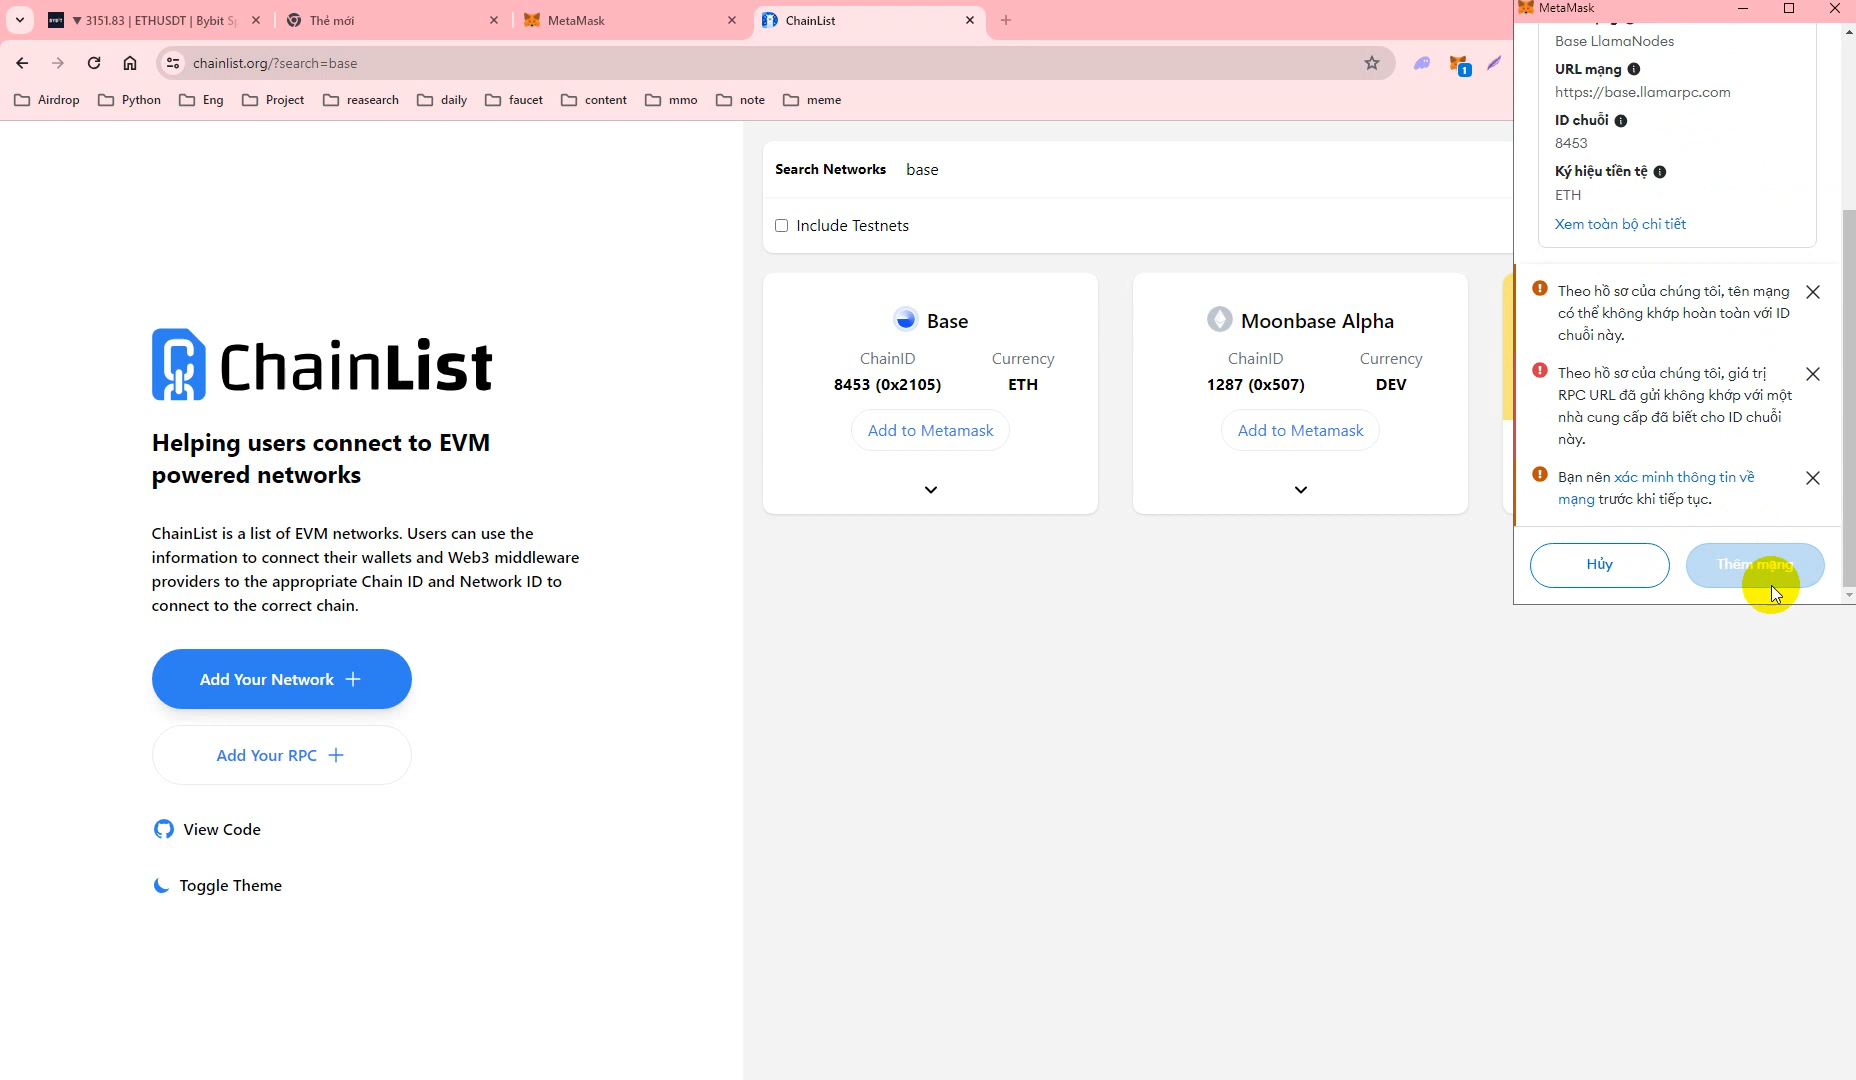 ▼ 3151.83 | ETHUSDT | Bybit Sp
Thẻ mới
MetaMask
ChainList
chainlist.org/?search=base
1
Airdrop
Python
Eng
Project
reasearch
daily
faucet
content
mmo
note
meme
ChainList
Helping users connect to EVM
powered networks
ChainList is a list of EVM networks. Users can use the
information to connect their wallets and Web3 middleware
providers to the appropriate Chain ID and Network ID to
connect to the correct chain.
Add Your Network
Add Your RPC
View Code
Toggle Theme
Search Networks base
Include Testnets
Base
ChainID Currency
8453 (0x2105) ETH
Add to Metamask
Moonbase Alpha
ChainID Currency
1287 (0x507) DEV
Add to Metamask
MetaMask
Base LlamaNodes
URL mạng
https://base.llamarpc.com
ID chuỗi
8453
Ký hiệu tiền tệ
ETH
Xem toàn bộ chi tiết
Theo hồ sơ của chúng tôi, tên mạng
có thể không khớp hoàn toàn với ID
chuỗi này.
Theo hồ sơ của chúng tôi, giá trị
RPC URL đã gửi không khớp với một
nhà cung cấp đã biết cho ID chuỗi
này.
Bạn nên xác minh thông tin về
mạng trước khi tiếp tục.
Hủy
Thêm mạng